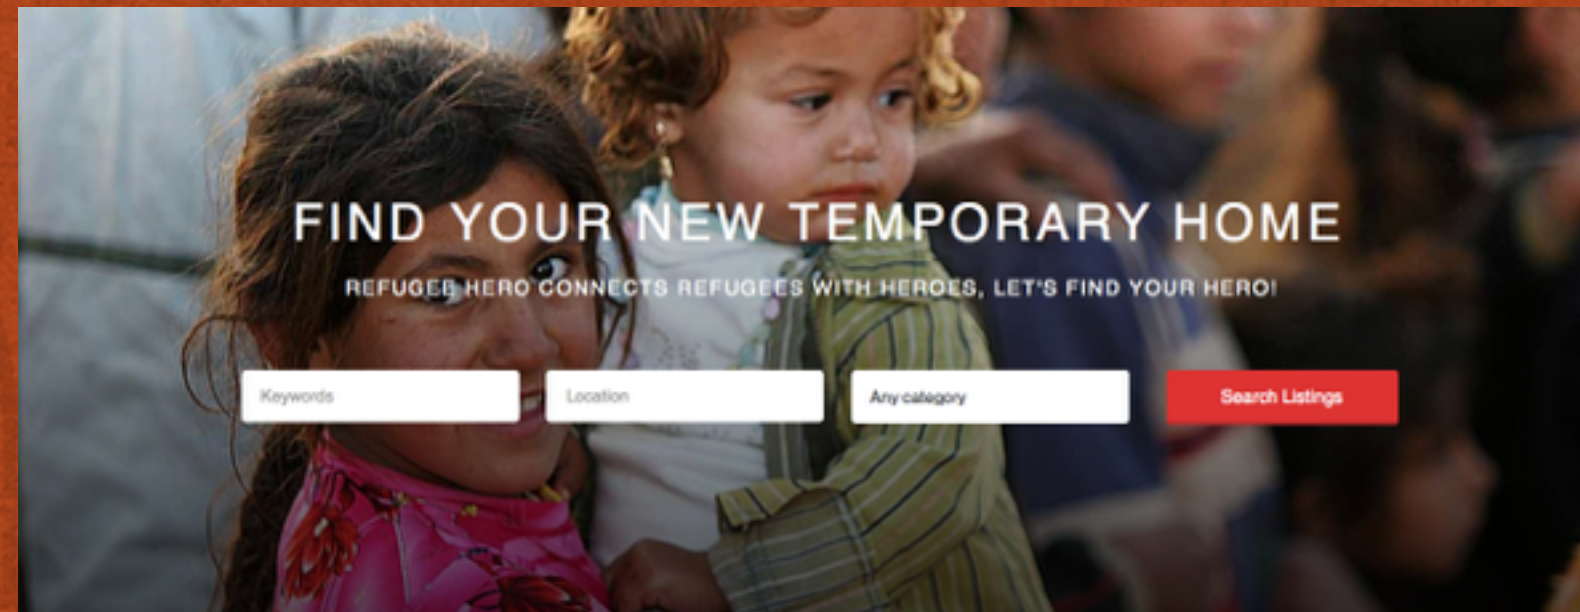 FIND YOUR NEW TEMPORARY HOME
REFUGEE HERO CONNECTS REFUGEES WITH HEROES, LET'S FIND YOUR HERO!
Keywords Location Any category Search Listings